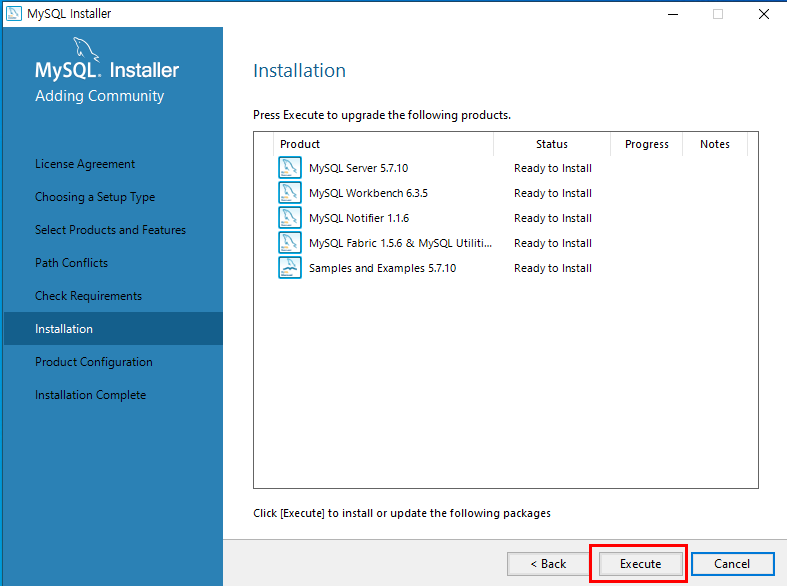 MySQL Installer
MySQL. Installer
Adding Community
License Agreement
Choosing a Setup Type
Select Products and Features
Path Conflicts
Check Requirements
Installation
Product Configuration
Installation Complete
Installation
Press Execute to upgrade the following products.
Product Status Progress Notes
MySQL Server 5.7.10 Ready to Install
MySQL Workbench 6.3.5 Ready to Install
MySQL Notifier 1.1.6 Ready to Install
MySQL Fabric 1.5.6 & MySQL Utiliti... Ready to Install
Samples and Examples 5.7.10 Ready to Install
Click [Execute] to install or update the following packages
< Back Execute Cancel